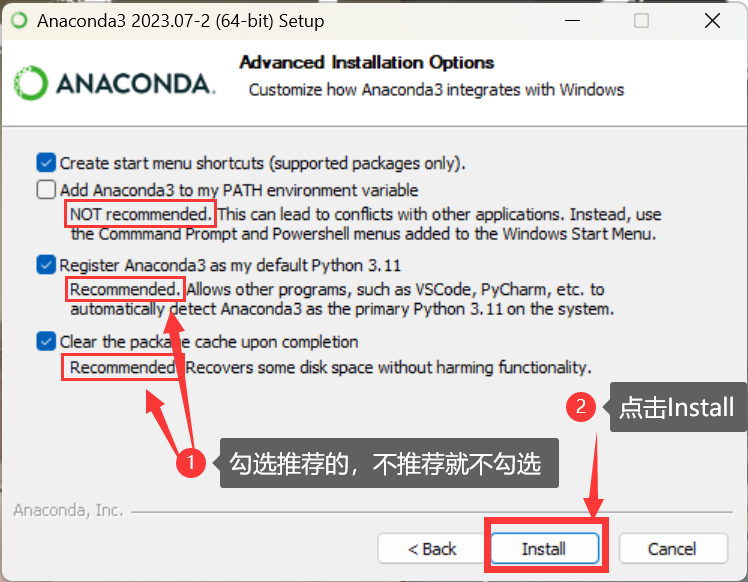 Anaconda3 2023.07-2 (64-bit) Setup
ANACONDA.
Advanced Installation Options
Customize how Anaconda3 integrates with Windows
Create start menu shortcuts (supported packages only).
Add Anaconda3 to my PATH environment variable
NOT recommended. This can lead to conflicts with other applications. Instead, use
the Commmand Prompt and Powershell menus added to the Windows Start Menu.
Register Anaconda3 as my default Python 3.11
Recommended. Allows other programs, such as VSCode, PyCharm, etc. to
automatically detect Anaconda3 as the primary Python 3.11 on the system.
Clear the package cache upon completion
Recommended. Recovers some disk space without harming functionality.
2 点击Install
1 勾选推荐的，不推荐就不勾选
Anaconda, Inc.
< Back Install Cancel